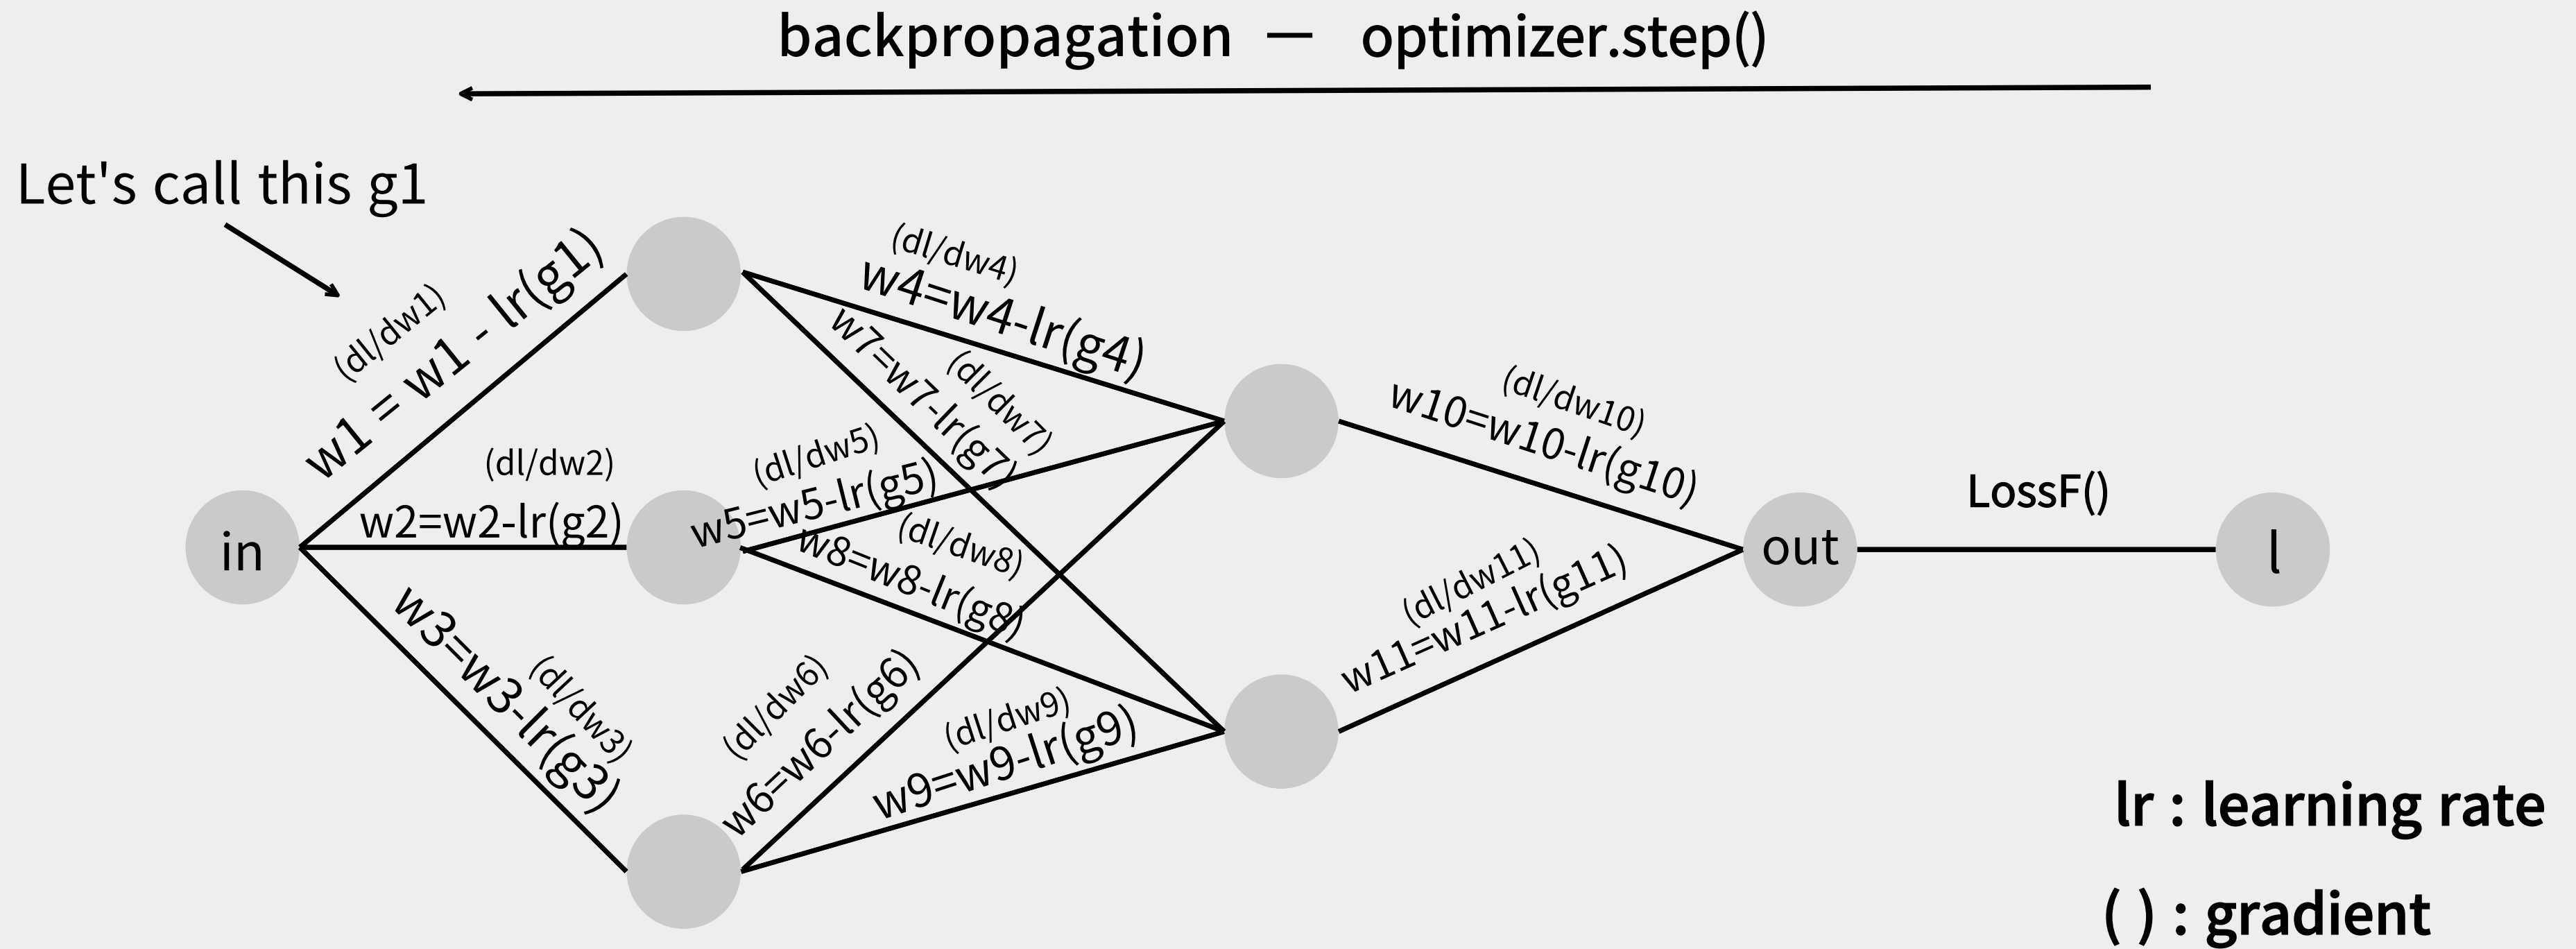 backpropagation — optimizer.step()
Let's call this g1
(dl/dw1)
w1 = w1 - lr(g1)
(dl/dw2)
w2=w2-lr(g2)
(dl/dw3)
w3=w3-lr(g3)
(dl/dw4)
w4=w4-lr(g4)
(dl/dw7)
w7=w7-lr(g7)
(dl/dw5)
w5=w5-lr(g5)
(dl/dw8)
w8=w8-lr(g8)
(dl/dw6)
w6=w6-lr(g6)
(dl/dw9)
w9=w9-lr(g9)
(dl/dw10)
w10=w10-lr(g10)
(dl/dw11)
w11=w11-lr(g11)
LossF()
in
out
l
lr : learning rate
( ) : gradient